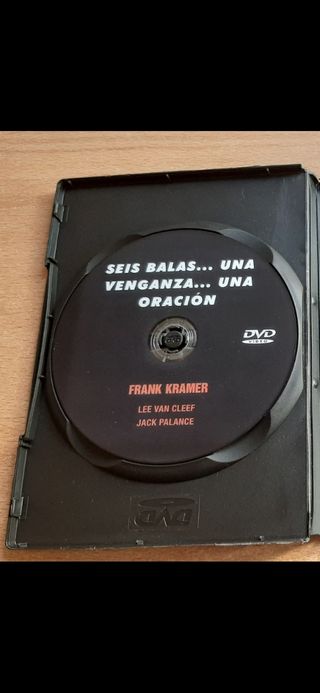 SEIS BALAS... UNA
VENGANZA... UNA
ORACIÓN
DVD
VIDEO
FRANK KRAMER
LEE VAN CLEEF
JACK PALANCE
DVD